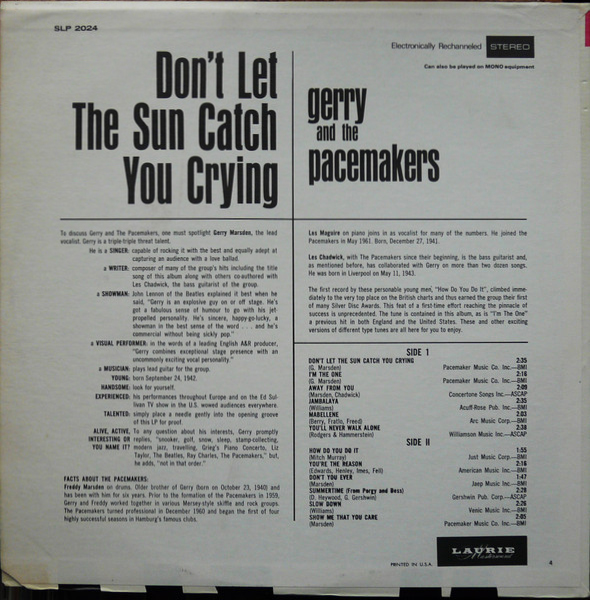 SLP 2024
Electronically Rechanneled STEREO
Can also be played on MONO equipment
Don't Let
The Sun Catch
You Crying
gerry
and the
pacemakers
To discuss Gerry and The Pacemakers, one must spotlight Gerry Marsden, the lead
vocalist. Gerry is a triple-triple threat talent.
He is a SINGER: capable of rocking it with the best and equally adept at
capturing an audience with a love ballad.
a WRITER: composer of many of the group's hits including the title
song of this album along with others co-authored with
Les Chadwick, the bass guitarist of the group.
a SHOWMAN: John Lennon of the Beatles explained it best when he
said, "Gerry is an explosive guy on or off stage. He's
got a fabulous sense of humour to go with his jet-
propelled personality. He's sincere, happy-go-lucky, a
showman in the best sense of the word . . . and he's
commercial without being sickly pop."
a VISUAL PERFORMER: in the words of a leading English A&R producer,
"Gerry combines exceptional stage presence with an
uncommonly exciting vocal personality."
a MUSICIAN: plays lead guitar for the group.
YOUNG: born September 24, 1942.
HANDSOME: look for yourself.
EXPERIENCED: his performances throughout Europe and on the Ed Sul-
livan TV show in the U.S. wowed audiences everywhere.
TALENTED: simply place a needle into the opening groove
of this LP for proof.
ALIVE, ACTIVE, To any question about his interests, Gerry promptly
INTERESTING OR replies, "snooker, golf, snow, sleep, stamp-collecting,
YOU NAME IT? modern jazz, travelling, Grieg's Piano Concerto, Liz
Taylor, The Beatles, Ray Charles, The Pacemakers," but,
he adds, "not in that order."
FACTS ABOUT THE PACEMAKERS:
Freddy Marsden on drums. Older brother of Gerry (born on October 23, 1940) and
has been with him for six years. Prior to the formation of the Pacemakers in 1959,
Gerry and Freddy worked together in various Mersey-style skiffle and rock groups.
The Pacemakers turned professional in December 1960 and began the first of four
highly successful seasons in Hamburg's famous clubs.
Les Maguire on piano joins in as vocalist for many of the numbers. He joined the
Pacemakers in May 1961. Born, December 27, 1941.
Les Chadwick, with The Pacemakers since their beginning, is the bass guitarist and,
as mentioned before, has collaborated with Gerry on more than two dozen songs.
He was born in Liverpool on May 11, 1943.
The first record by these personable young men, "How Do You Do It", climbed imme-
diately to the very top place on the British charts and thus earned the group their first
of many Silver Disc Awards. This feat of a first-time effort reaching the pinnacle of
success is unprecedented. The tune is contained in this album, as is "I'm The One"
a previous hit in both England and the United States. These and other exciting
versions of different type tunes are all here for you to enjoy.
SIDE 1
DON'T LET THE SUN CATCH YOU CRYING 2:35
(G. Marsden) Pacemaker Music Co. Inc.—BMI
I'M THE ONE 2:16
(G. Marsden) Pacemaker Music Co. Inc.—BMI
AWAY FROM YOU 2:09
(Marsden, Chadwick) Concertone Songs Inc.—ASCAP
JAMBALAYA 2:35
(Williams) Acuff-Rose Pub. Inc.—BMI
MABELLENE 2:03
(Berry, Fratto, Freed) Arc Music Corp.—BMI
YOU'LL NEVER WALK ALONE 2:38
(Rodgers & Hammerstein) Williamson Music Inc.—ASCAP
SIDE II
HOW DO YOU DO IT 1:55
(Mitch Murray) Just Music Corp.—BMI
YOU'RE THE REASON 2:16
(Edwards, Henley, Imes, Fell) American Music Inc.—BMI
DON'T YOU EVER 1:47
(Marsden) Jaep Music Inc.—BMI
SUMMERTIME (From Porgy and Bess) 2:28
(D. Heywood, G. Gershwin) Gershwin Pub. Corp.—ASCAP
SLOW DOWN 2:26
(Williams) Venic Music Inc.—BMI
SHOW ME THAT YOU CARE 2:05
(Marsden) Pacemaker Music Co. Inc.—BMI
PRINTED IN U.S.A.
LAURIE
4